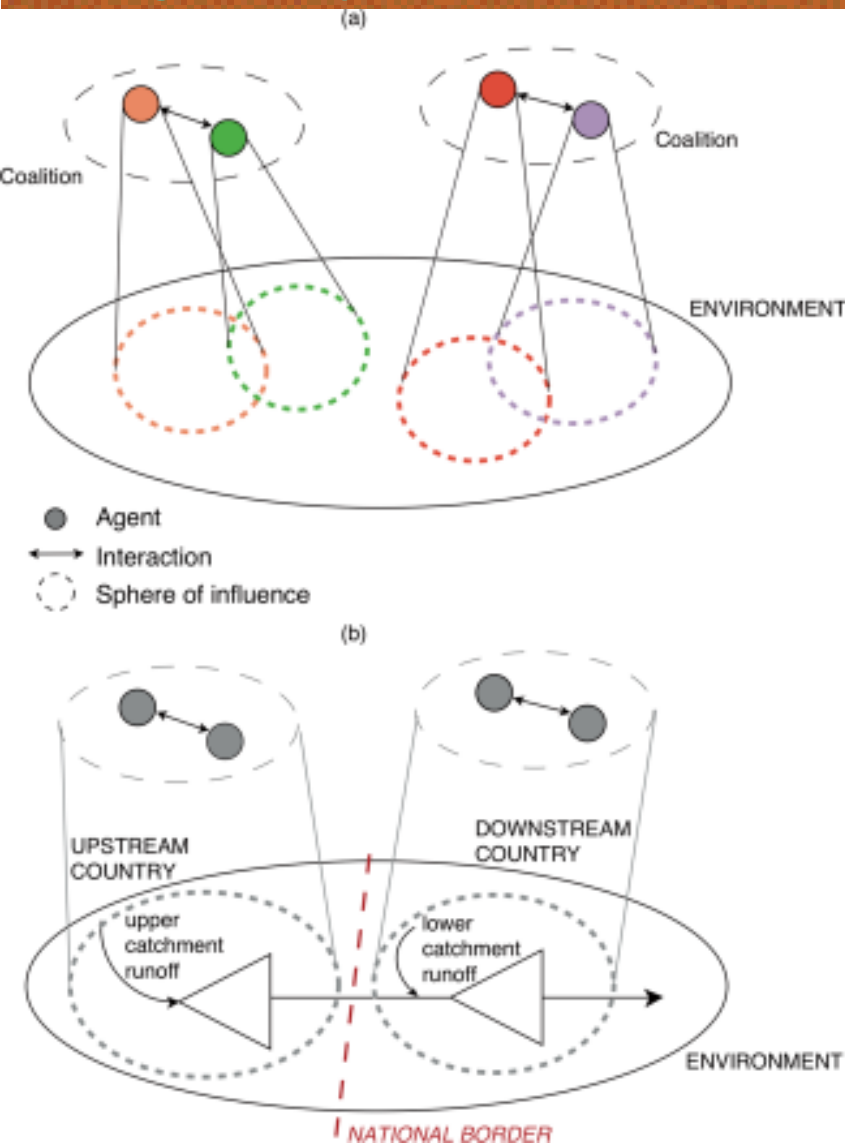 (a)
Coalition
Coalition
ENVIRONMENT
Agent
Interaction
Sphere of influence
(b)
UPSTREAM
COUNTRY
DOWNSTREAM
COUNTRY
upper
catchment
runoff
lower
catchment
runoff
ENVIRONMENT
NATIONAL BORDER